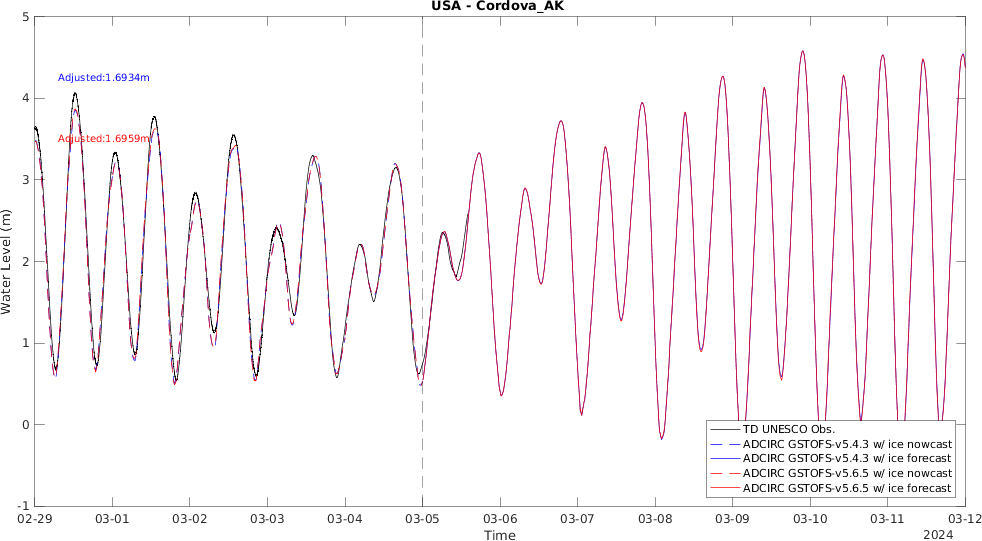 USA - Cordova_AK
5
Adjusted:1.6934m
4
Adjusted:1.6959m
3
Water Level (m)
2
1
0
TD UNESCO Obs.
ADCIRC GSTOFS-v5.4.3 w/ ice nowcast
ADCIRC GSTOFS-v5.4.3 w/ ice forecast
ADCIRC GSTOFS-v5.6.5 w/ ice nowcast
ADCIRC GSTOFS-v5.6.5 w/ ice forecast
-1
02-29 03-01 03-02 03-03 03-04 03-05 03-06 03-07 03-08 03-09 03-10 03-11 03-12
Time
2024